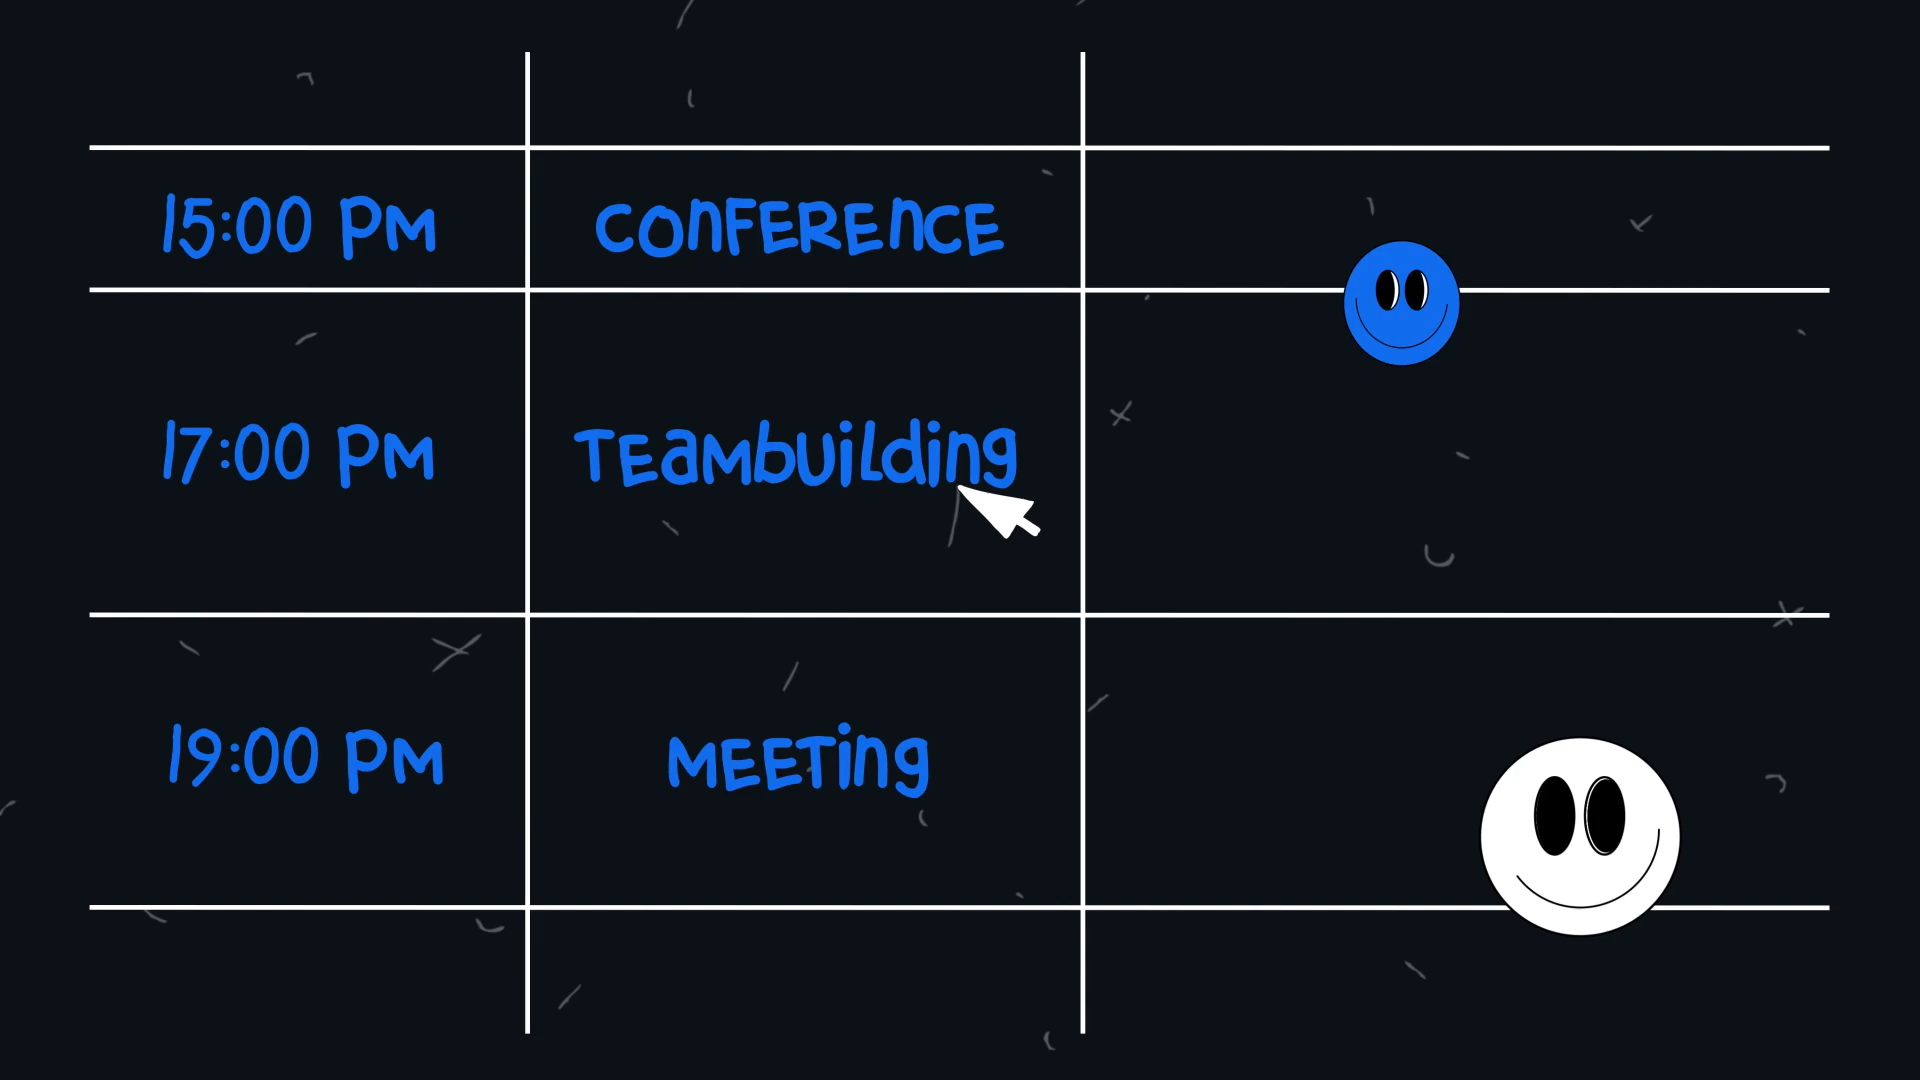 15:00 PM CONFERENCE
17:00 PM TEAMBUILDING
19:00 PM MEETING